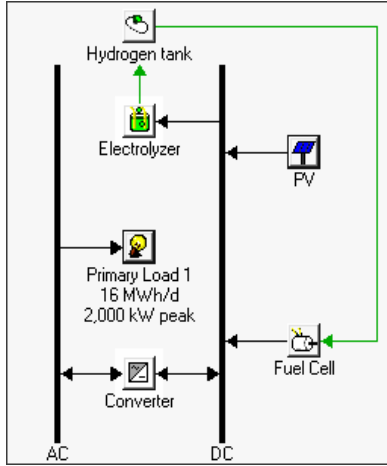 Hydrogen tank
Electrolyzer
PV
Primary Load 1
16 MWh/d
2,000 kW peak
Fuel Cell
Converter
AC
DC